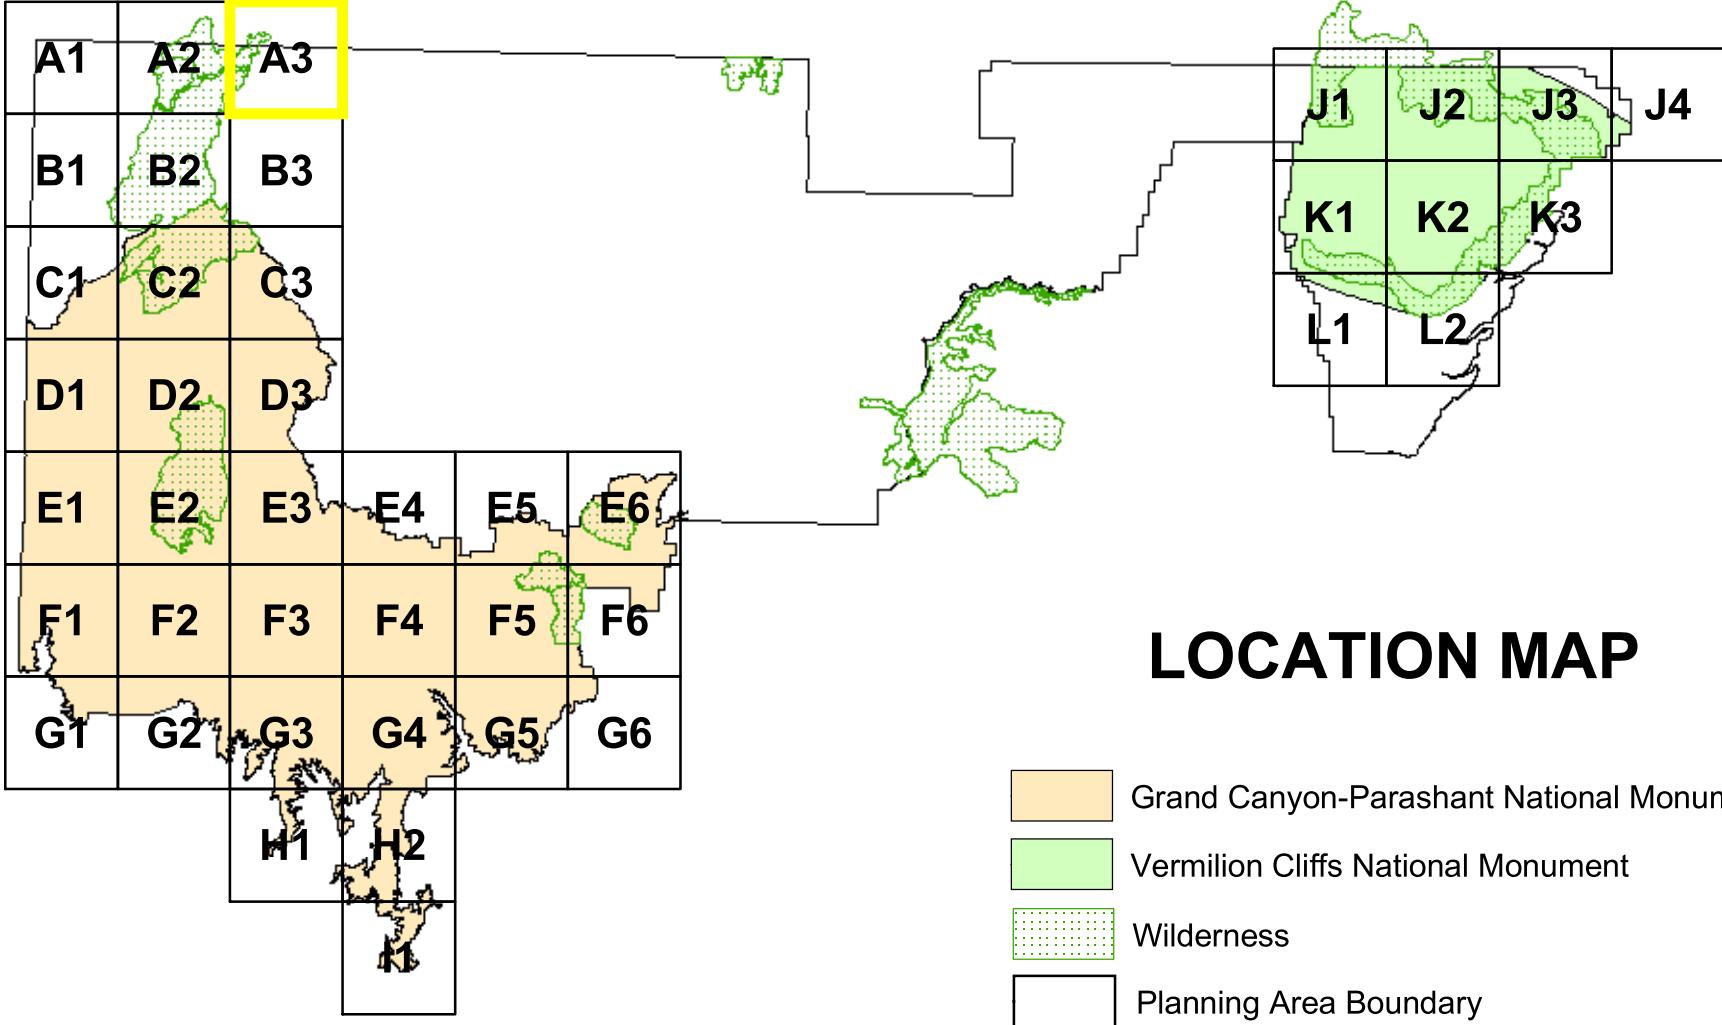 A1 A2 A3
B1 B2 B3
C1 C2 C3
D1 D2 D3
E1 E2 E3 E4 E5 E6
F1 F2 F3 F4 F5 F6
G1 G2 G3 G4 G5 G6
H1 H2
I1
J1 J2 J3 J4
K1 K2 K3
L1 L2
LOCATION MAP
Grand Canyon-Parashant National Monum
Vermilion Cliffs National Monument
Wilderness
Planning Area Boundary